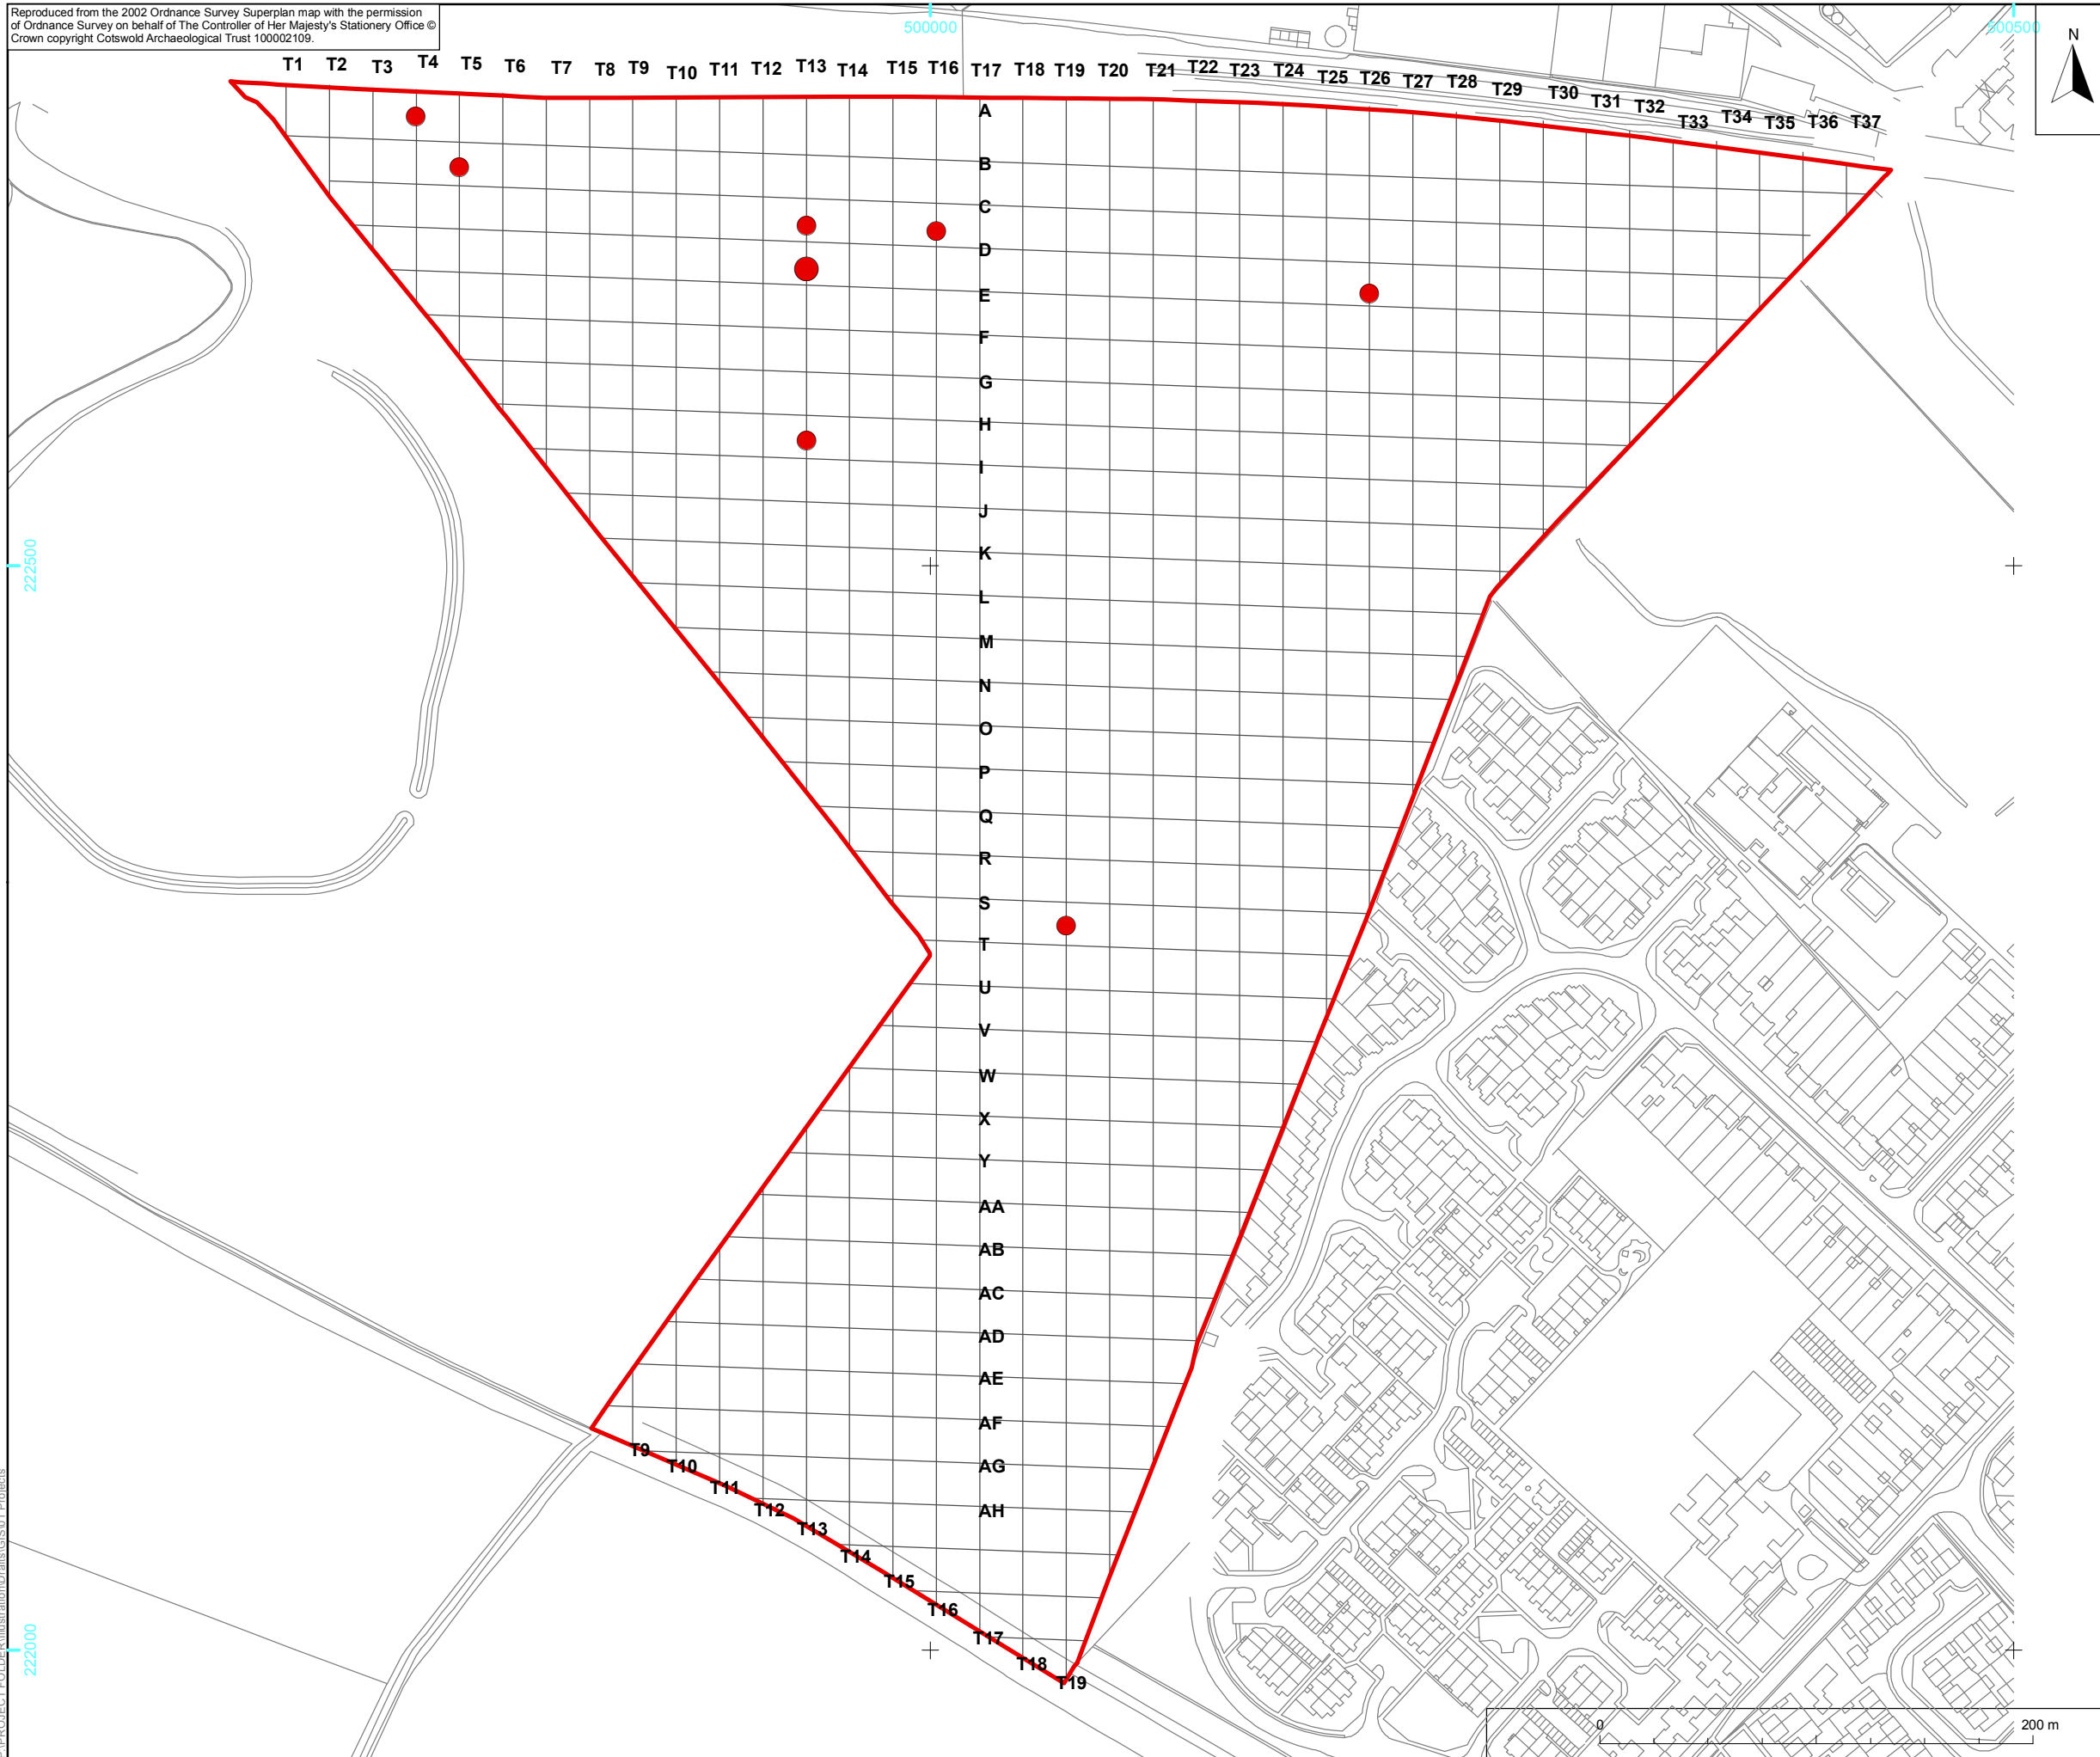 Reproduced from the 2002 Ordnance Survey Superplan map with the permission
of Ordnance Survey on behalf of The Controller of Her Majesty's Stationery Office ©
Crown copyright Cotswold Archaeological Trust 100002109.
500000
500500
N
T1 T2 T3 T4 T5 T6 T7 T8 T9 T10 T11 T12 T13 T14 T15 T16 T17 T18 T19 T20 T21 T22 T23 T24 T25 T26 T27 T28 T29 T30 T31 T32 T33 T34 T35 T36 T37
A
B
C
D
E
F
G
H
I
J
222500
K
L
M
N
O
P
Q
R
S
T
U
V
W
X
Y
AA
AB
AC
AD
AE
AF
T9
T10
AG
T11
T12
AH
T13
T14
T15
T16
T17
222000
T18
T19
0
200 m